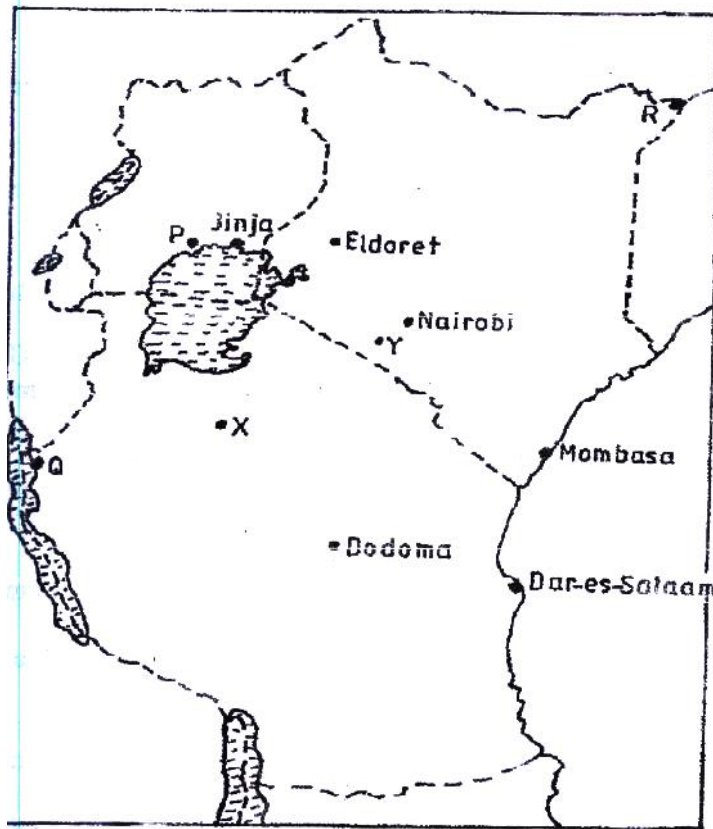 R
P
Jinja
Eldoret
Nairobi
Y
X
Q
Mombasa
Dodoma
Dar-es-Salaam